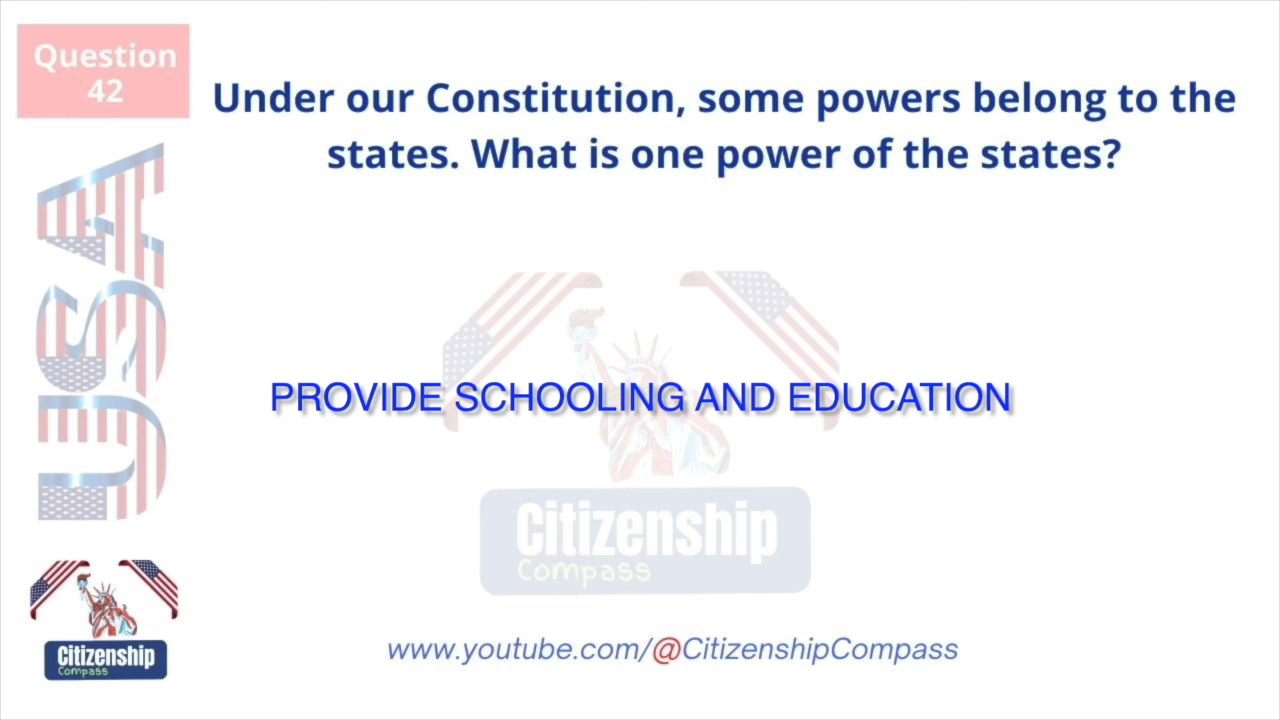 Question
42
Under our Constitution, some powers belong to the
states. What is one power of the states?
USA
PROVIDE SCHOOLING AND EDUCATION
Citizenship
Compass
Citizenship
Compass
www.youtube.com/@CitizenshipCompass